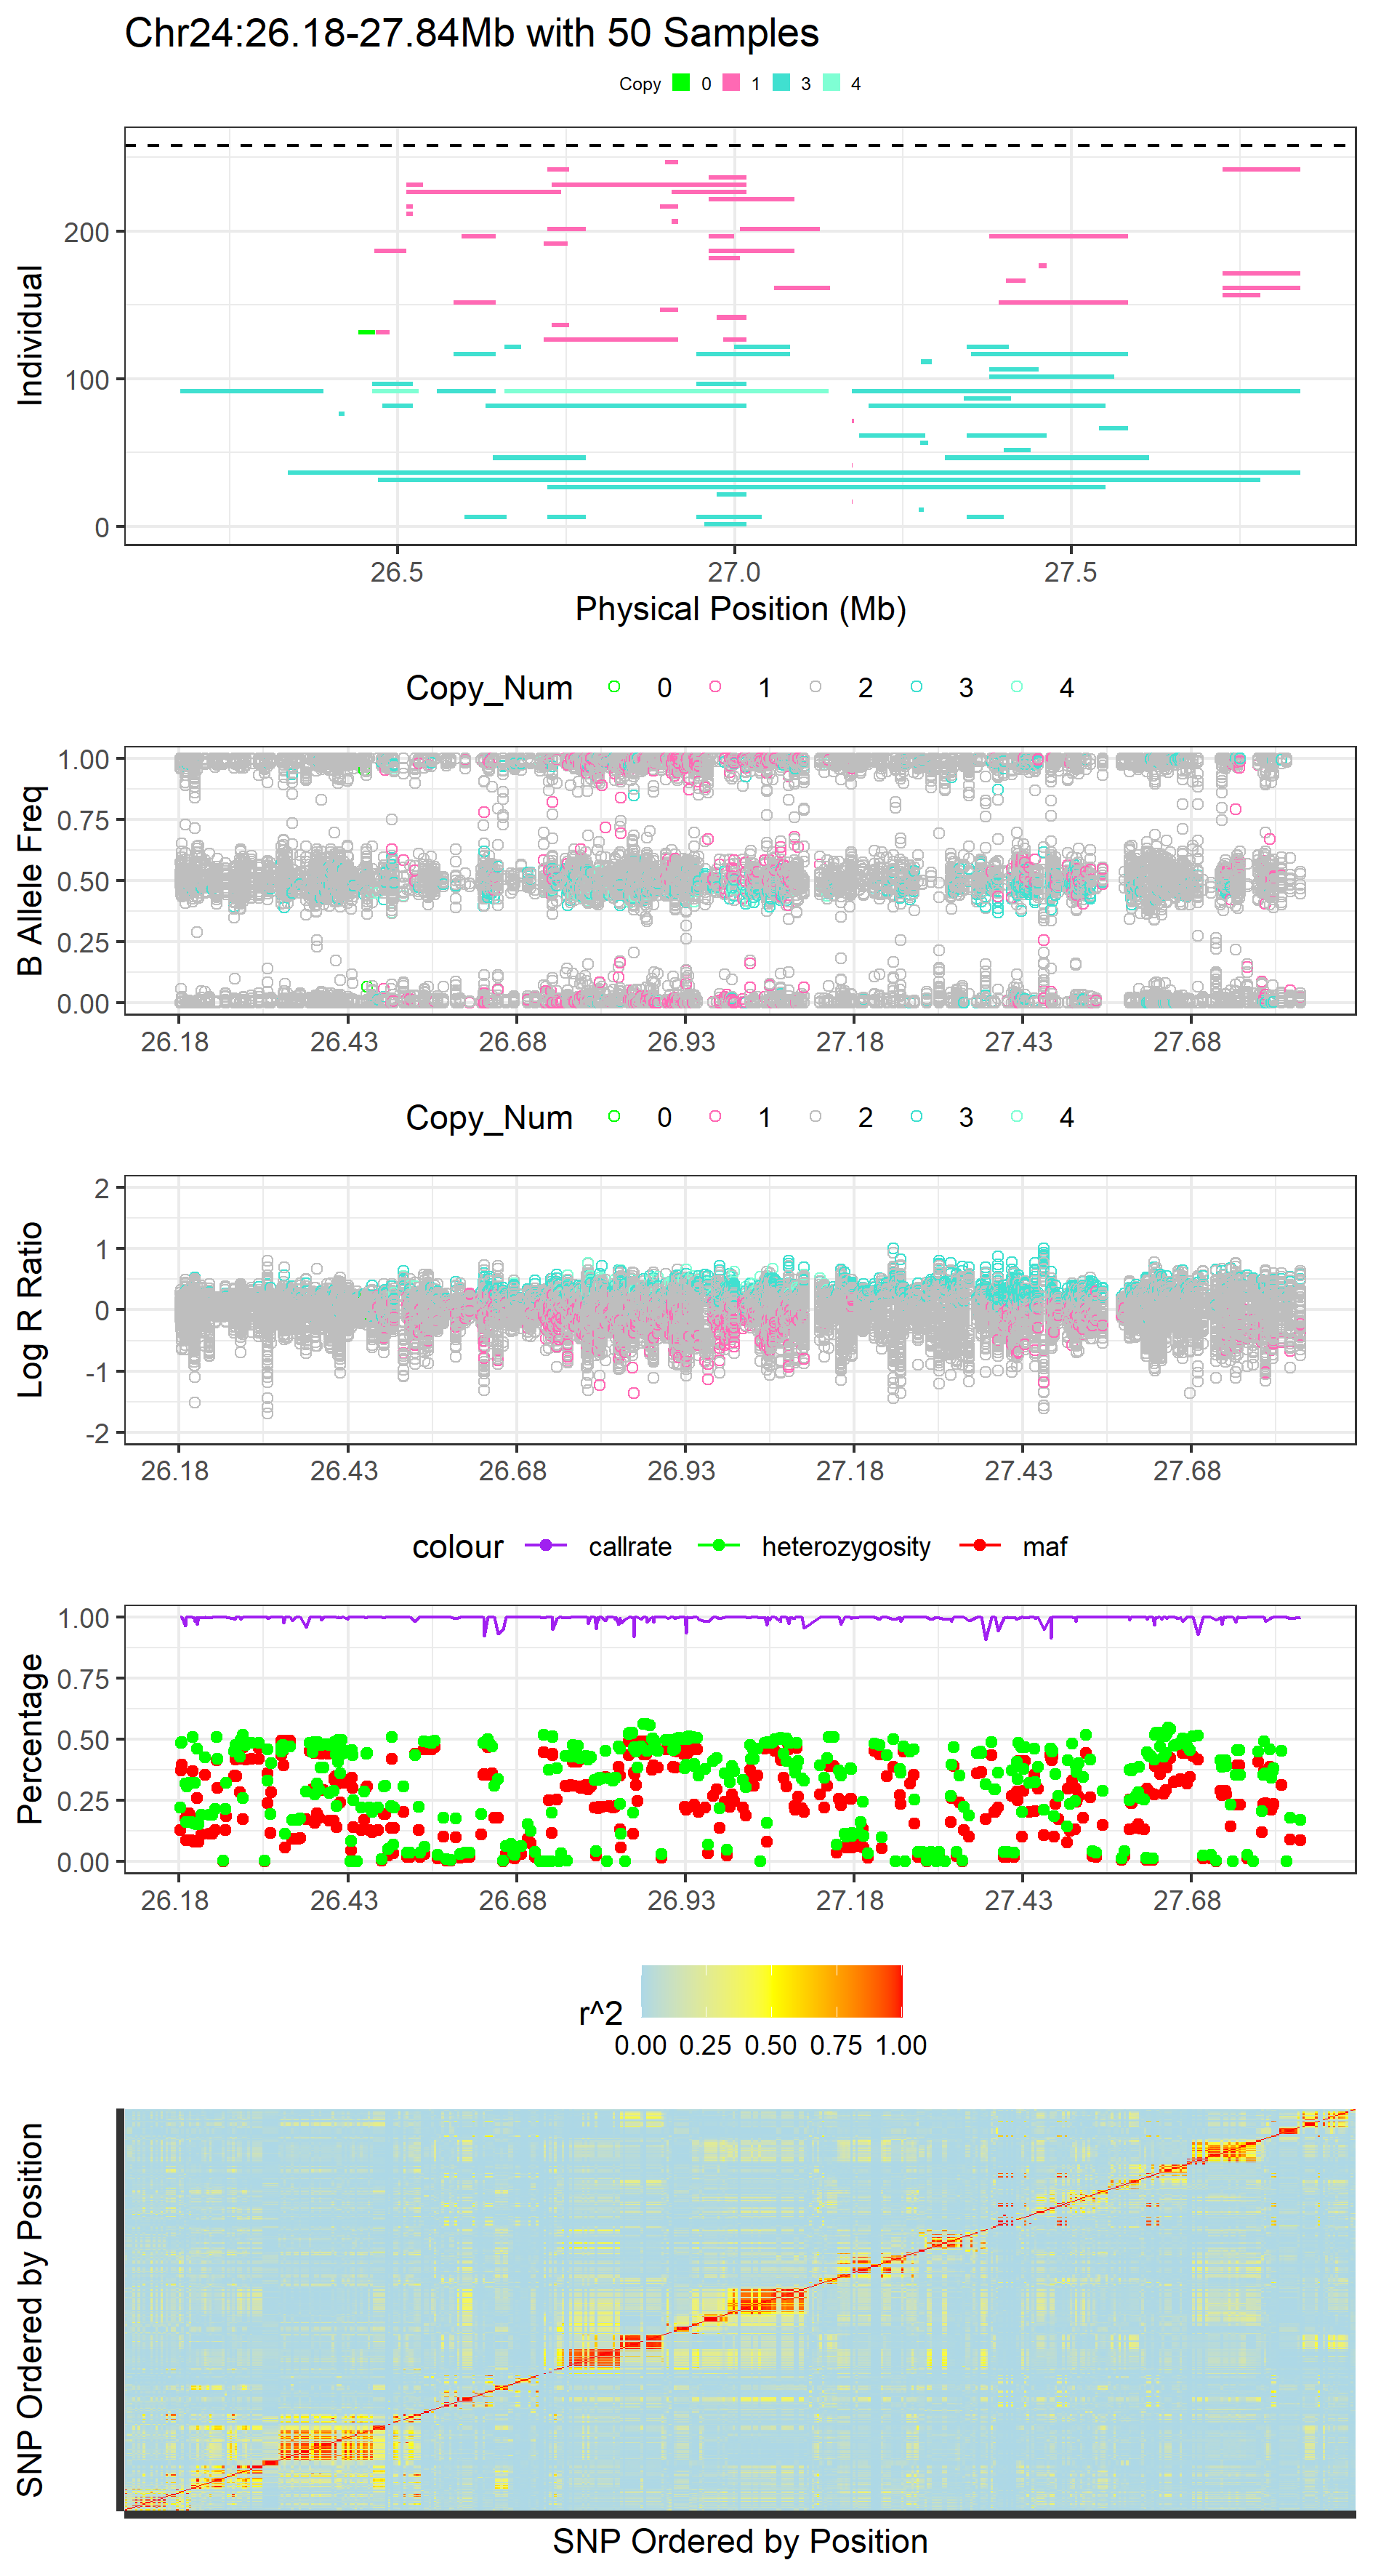 Chr24:26.18-27.84Mb with 50 Samples
Copy 0 1 3 4
200
100
0
Individual
26.5 27.0 27.5
Physical Position (Mb)
Copy_Num 0 1 2 3 4
1.00
0.75
0.50
0.25
0.00
B Allele Freq
26.18 26.43 26.68 26.93 27.18 27.43 27.68
Copy_Num 0 1 2 3 4
2
1
0
-1
-2
Log R Ratio
26.18 26.43 26.68 26.93 27.18 27.43 27.68
colour callrate heterozygosity maf
1.00
0.75
0.50
0.25
0.00
Percentage
26.18 26.43 26.68 26.93 27.18 27.43 27.68
r^2
0.00 0.25 0.50 0.75 1.00
SNP Ordered by Position
SNP Ordered by Position